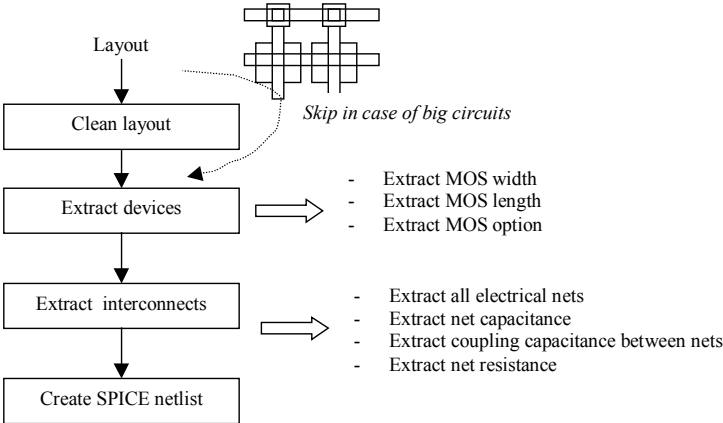 Layout
Skip in case of big circuits
Clean layout
Extract devices
- Extract MOS width
- Extract MOS length
- Extract MOS option
Extract interconnects
- Extract all electrical nets
- Extract net capacitance
- Extract coupling capacitance between nets
- Extract net resistance
Create SPICE netlist